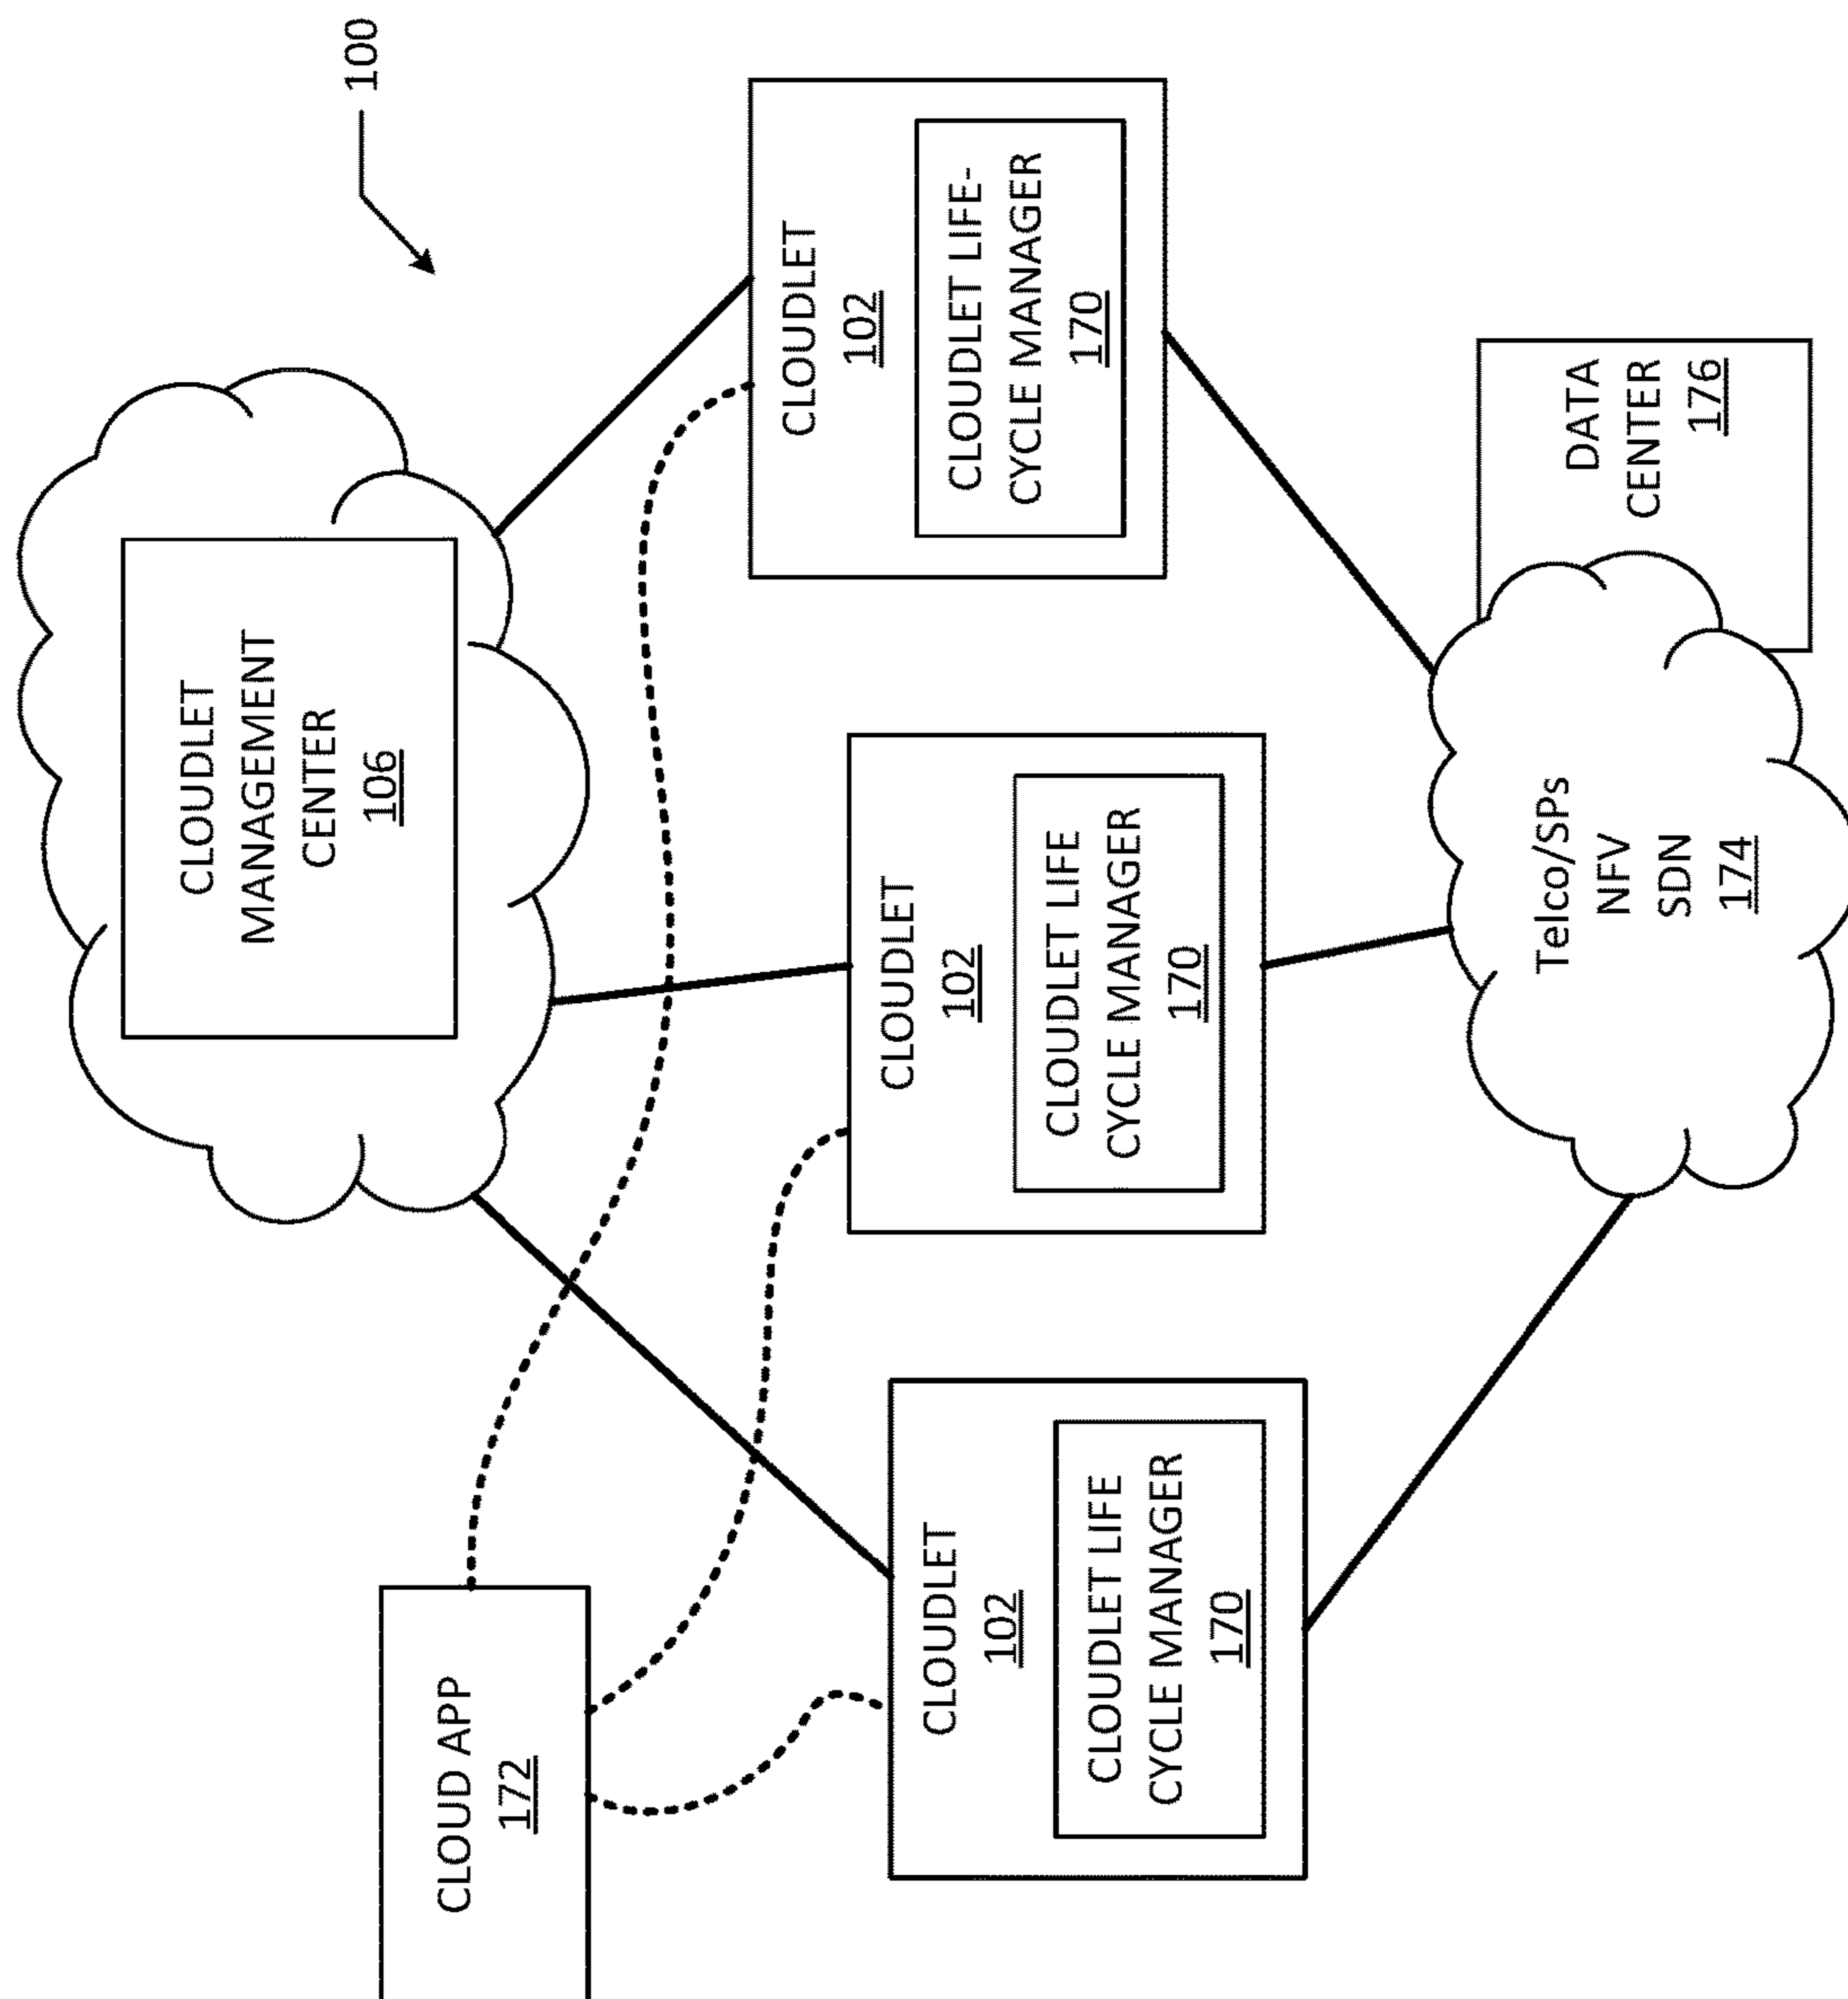 100
CLOUDLET
MANAGEMENT
CENTER
106
CLOUD APP
172
CLOUDLET
102
CLOUDLET LIFE
CYCLE MANAGER
170
CLOUDLET
102
CLOUDLET LIFE
CYCLE MANAGER
170
CLOUDLET
102
CLOUDLET LIFE-
CYCLE MANAGER
170
Telco/SPs
NFV
SDN
174
DATA
CENTER
176